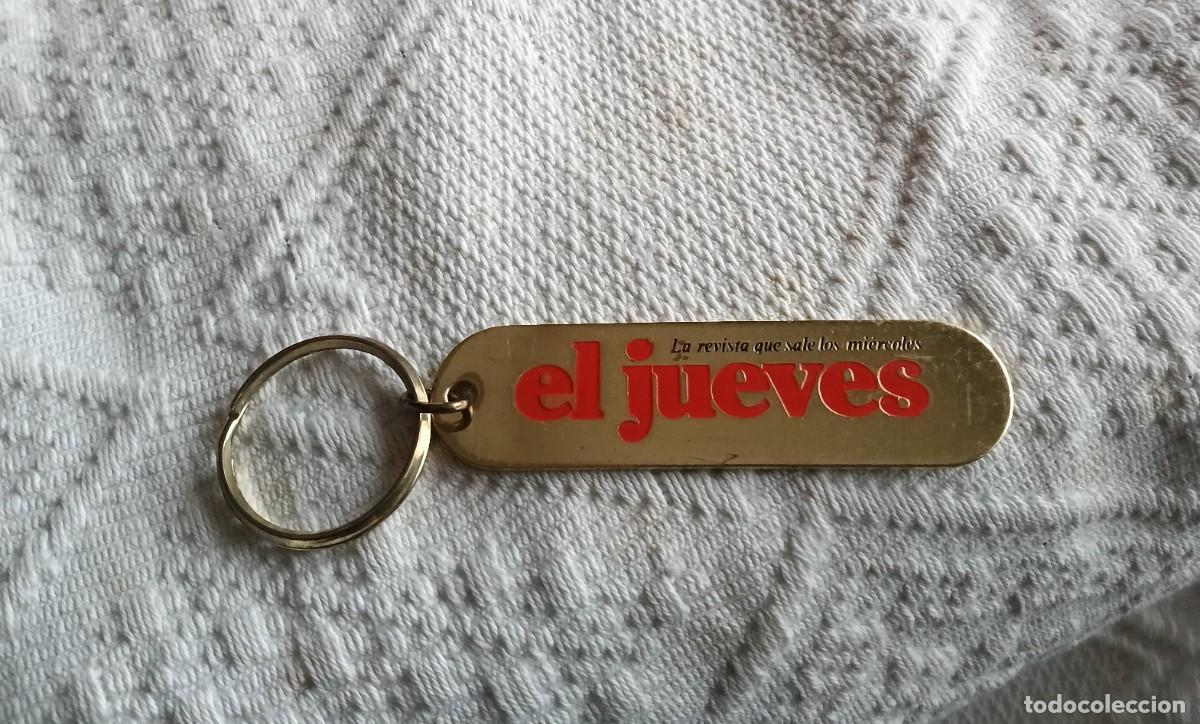 La revista que sale los miércoles
el jueves
todocoleccion